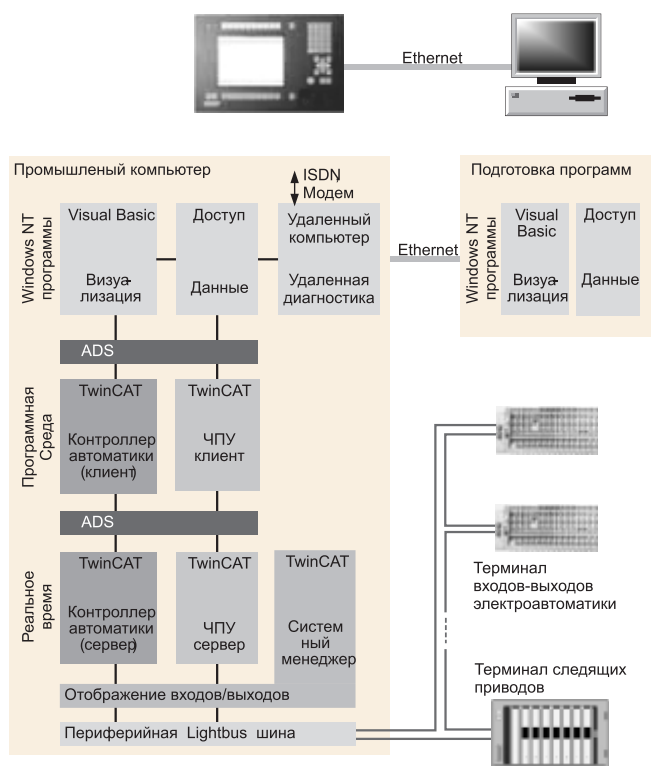 Ethernet
Промышленый компьютер
ISDN,
Модем
Подготовка программ
Windows NT
программы
Visual Basic
Визуа-
лизация
Доступ
Данные
Удаленный
компьютер
Удаленная
диагностика
Ethernet
Windows NT
программы
Visual
Basic
Визуа-
лизация
Доступ
Данные
ADS
Программная
Среда
TwinCAT
Контроллер
автоматики
(клиент)
TwinCAT
ЧПУ
клиент
ADS
Реальное
время
TwinCAT
Контроллер
автоматики
(сервер)
TwinCAT
ЧПУ
сервер
TwinCAT
Систем
ный
менеджер
Терминал
входов-выходов
электроавтоматики
Терминал следящих
приводов
Отображение входов/выходов
Периферийная Lightbus шина